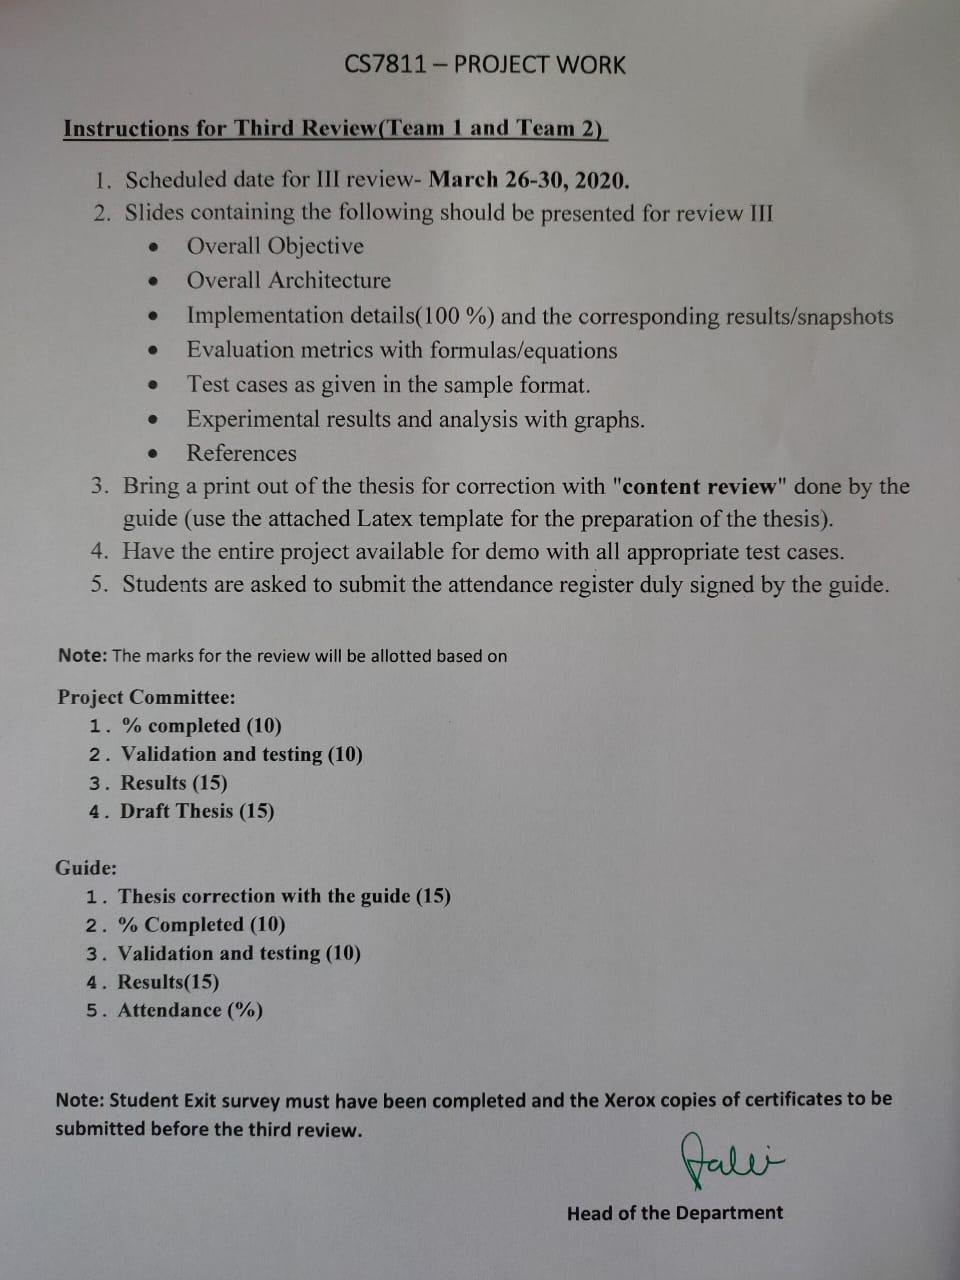 CS7811 – PROJECT WORK
Instructions for Third Review(Team 1 and Team 2)
1. Scheduled date for III review- March 26-30, 2020.
2. Slides containing the following should be presented for review III
• Overall Objective
• Overall Architecture
• Implementation details(100 %) and the corresponding results/snapshots
• Evaluation metrics with formulas/equations
• Test cases as given in the sample format.
• Experimental results and analysis with graphs.
• References
3. Bring a print out of the thesis for correction with "content review" done by the
guide (use the attached Latex template for the preparation of the thesis).
4. Have the entire project available for demo with all appropriate test cases.
5. Students are asked to submit the attendance register duly signed by the guide.
Note: The marks for the review will be allotted based on
Project Committee:
1. % completed (10)
2. Validation and testing (10)
3. Results (15)
4. Draft Thesis (15)
Guide:
1. Thesis correction with the guide (15)
2. % Completed (10)
3. Validation and testing (10)
4. Results(15)
5. Attendance (%)
Note: Student Exit survey must have been completed and the Xerox copies of certificates to be
submitted before the third review.
Head of the Department